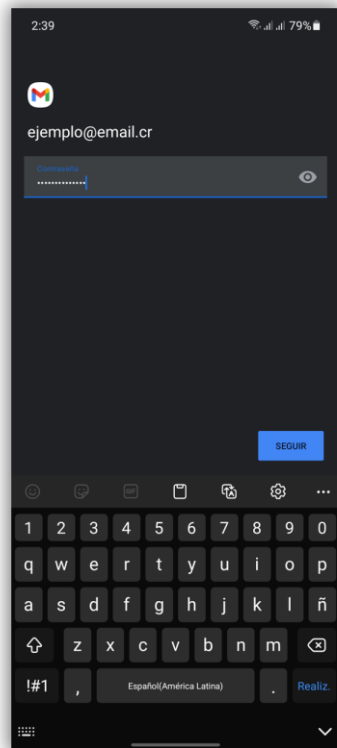 2:39 79%
ejemplo@email.cr
Contraseña
••••••••••••••
SEGUIR
GIF
1 2 3 4 5 6 7 8 9 0
q w e r t y u i o p
a s d f g h j k l ñ
z x c v b n m
!#1 , Español(América Latina) . Realiz.